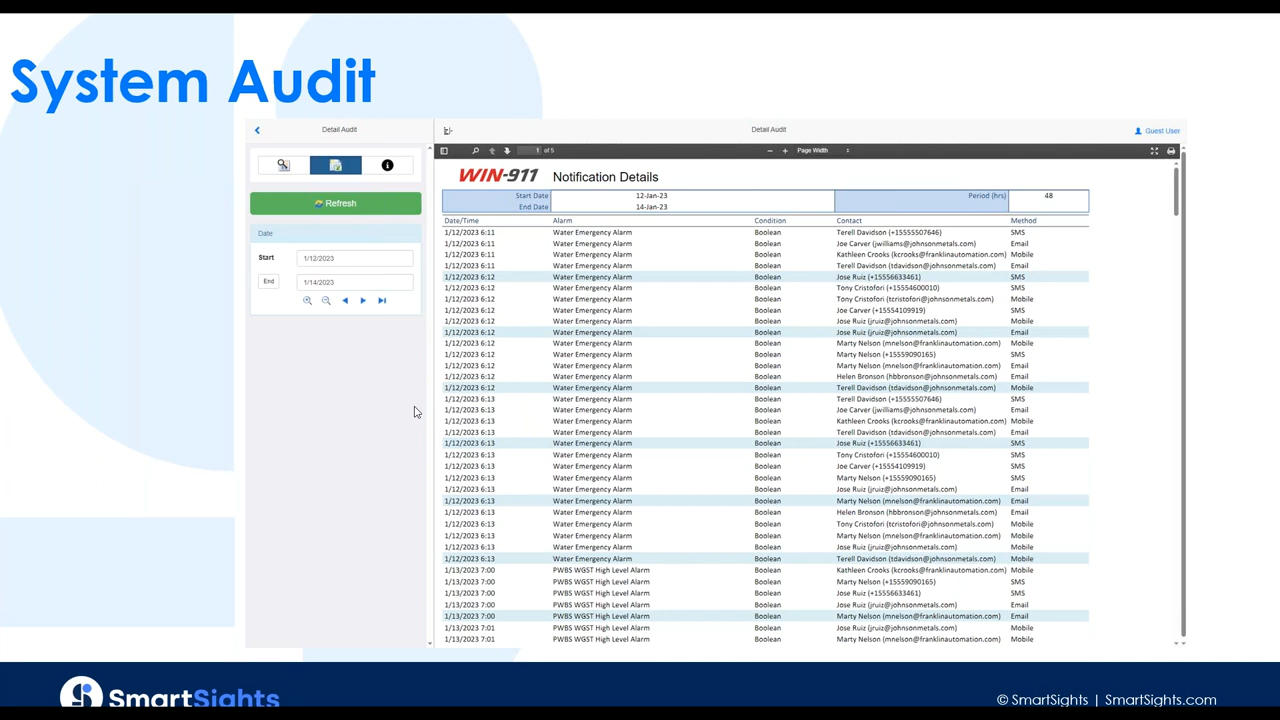 System Audit
Detail Audit
Detail Audit
Guest User
1 of 5
Page Width
Refresh
Date
Start 1/12/2023
End 1/14/2023
WIN-911 Notification Details
Start Date 12-Jan-23 Period (hrs) 48
End Date 14-Jan-23
Date/Time Alarm Condition Contact Method
1/12/2023 6:11 Water Emergency Alarm Boolean Terell Davidson (+15555507646) SMS
1/12/2023 6:11 Water Emergency Alarm Boolean Joe Carver (jwilliams@johnsonmetals.com) Email
1/12/2023 6:11 Water Emergency Alarm Boolean Kathleen Crooks (kcrooks@franklinautomation.com) Mobile
1/12/2023 6:11 Water Emergency Alarm Boolean Terell Davidson (tdavidson@johnsonmetals.com) Email
1/12/2023 6:12 Water Emergency Alarm Boolean Jose Ruiz (+15556633461) SMS
1/12/2023 6:12 Water Emergency Alarm Boolean Tony Cristofori (+15554600010) SMS
1/12/2023 6:12 Water Emergency Alarm Boolean Tony Cristofori (tcristofori@johnsonmetals.com) Mobile
1/12/2023 6:12 Water Emergency Alarm Boolean Joe Carver (+15554109919) SMS
1/12/2023 6:12 Water Emergency Alarm Boolean Jose Ruiz (jruiz@johnsonmetals.com) Mobile
1/12/2023 6:12 Water Emergency Alarm Boolean Jose Ruiz (jruiz@johnsonmetals.com) Email
1/12/2023 6:12 Water Emergency Alarm Boolean Marty Nelson (mnelson@franklinautomation.com) Mobile
1/12/2023 6:12 Water Emergency Alarm Boolean Marty Nelson (+15559090165) SMS
1/12/2023 6:12 Water Emergency Alarm Boolean Marty Nelson (mnelson@franklinautomation.com) Email
1/12/2023 6:12 Water Emergency Alarm Boolean Helen Bronson (hbbronson@johnsonmetals.com) Email
1/12/2023 6:12 Water Emergency Alarm Boolean Terell Davidson (tdavidson@johnsonmetals.com) Mobile
1/12/2023 6:13 Water Emergency Alarm Boolean Terell Davidson (+15555507646) SMS
1/12/2023 6:13 Water Emergency Alarm Boolean Joe Carver (jwilliams@johnsonmetals.com) Email
1/12/2023 6:13 Water Emergency Alarm Boolean Kathleen Crooks (kcrooks@franklinautomation.com) Mobile
1/12/2023 6:13 Water Emergency Alarm Boolean Terell Davidson (tdavidson@johnsonmetals.com) Email
1/12/2023 6:13 Water Emergency Alarm Boolean Jose Ruiz (+15556633461) SMS
1/12/2023 6:13 Water Emergency Alarm Boolean Tony Cristofori (+15554600010) SMS
1/12/2023 6:13 Water Emergency Alarm Boolean Joe Carver (+15554109919) SMS
1/12/2023 6:13 Water Emergency Alarm Boolean Marty Nelson (+15559090165) SMS
1/12/2023 6:13 Water Emergency Alarm Boolean Jose Ruiz (jruiz@johnsonmetals.com) Email
1/12/2023 6:13 Water Emergency Alarm Boolean Marty Nelson (mnelson@franklinautomation.com) Email
1/12/2023 6:13 Water Emergency Alarm Boolean Helen Bronson (hbbronson@johnsonmetals.com) Email
1/12/2023 6:13 Water Emergency Alarm Boolean Tony Cristofori (tcristofori@johnsonmetals.com) Mobile
1/12/2023 6:13 Water Emergency Alarm Boolean Marty Nelson (mnelson@franklinautomation.com) Mobile
1/12/2023 6:13 Water Emergency Alarm Boolean Jose Ruiz (jruiz@johnsonmetals.com) Mobile
1/12/2023 6:13 Water Emergency Alarm Boolean Terell Davidson (tdavidson@johnsonmetals.com) Mobile
1/13/2023 7:00 PWBS WGST High Level Alarm Boolean Kathleen Crooks (kcrooks@franklinautomation.com) Mobile
1/13/2023 7:00 PWBS WGST High Level Alarm Boolean Marty Nelson (+15559090165) SMS
1/13/2023 7:00 PWBS WGST High Level Alarm Boolean Jose Ruiz (+15556633461) SMS
1/13/2023 7:00 PWBS WGST High Level Alarm Boolean Jose Ruiz (jruiz@johnsonmetals.com) Email
1/13/2023 7:00 PWBS WGST High Level Alarm Boolean Marty Nelson (mnelson@franklinautomation.com) Email
1/13/2023 7:01 PWBS WGST High Level Alarm Boolean Jose Ruiz (jruiz@johnsonmetals.com) Mobile
1/13/2023 7:01 PWBS WGST High Level Alarm Boolean Marty Nelson (mnelson@franklinautomation.com) Mobile
SmartSights
© SmartSights | SmartSights.com